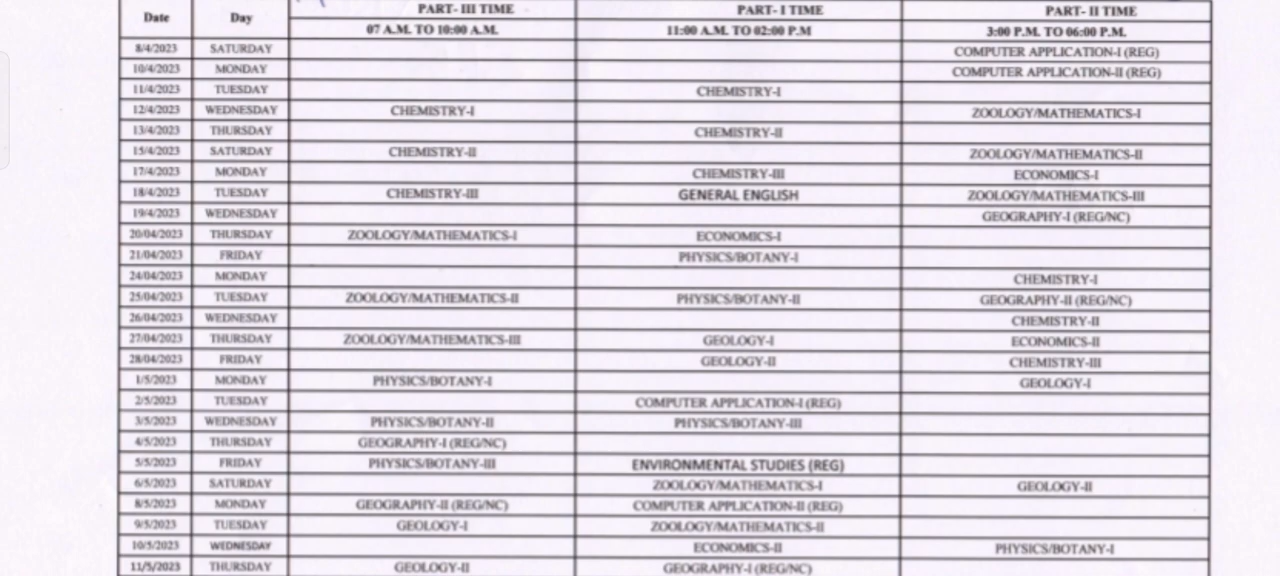 Date Day PART- III TIME PART- I TIME PART- II TIME
07 A.M. TO 10:00 A.M. 11:00 A.M. TO 02:00 P.M 3:00 P.M. TO 06:00 P.M.
8/4/2023 SATURDAY COMPUTER APPLICATION-I (REG)
10/4/2023 MONDAY COMPUTER APPLICATION-II (REG)
11/4/2023 TUESDAY CHEMISTRY-I
12/4/2023 WEDNESDAY CHEMISTRY-I ZOOLOGY/MATHEMATICS-I
13/4/2023 THURSDAY CHEMISTRY-II
15/4/2023 SATURDAY CHEMISTRY-II ZOOLOGY/MATHEMATICS-II
17/4/2023 MONDAY CHEMISTRY-III ECONOMICS-I
18/4/2023 TUESDAY CHEMISTRY-III GENERAL ENGLISH ZOOLOGY/MATHEMATICS-III
19/4/2023 WEDNESDAY GEOGRAPHY-I (REG/NC)
20/04/2023 THURSDAY ZOOLOGY/MATHEMATICS-I ECONOMICS-I
21/04/2023 FRIDAY PHYSICS/BOTANY-I
24/04/2023 MONDAY CHEMISTRY-I
25/04/2023 TUESDAY ZOOLOGY/MATHEMATICS-II PHYSICS/BOTANY-II GEOGRAPHY-II (REG/NC)
26/04/2023 WEDNESDAY CHEMISTRY-II
27/04/2023 THURSDAY ZOOLOGY/MATHEMATICS-III GEOLOGY-I ECONOMICS-II
28/04/2023 FRIDAY GEOLOGY-II CHEMISTRY-III
1/5/2023 MONDAY PHYSICS/BOTANY-I GEOLOGY-I
2/5/2023 TUESDAY COMPUTER APPLICATION-I (REG)
3/5/2023 WEDNESDAY PHYSICS/BOTANY-II PHYSICS/BOTANY-III
4/5/2023 THURSDAY GEOGRAPHY-I (REG/NC)
5/5/2023 FRIDAY PHYSICS/BOTANY-III ENVIRONMENTAL STUDIES (REG)
6/5/2023 SATURDAY ZOOLOGY/MATHEMATICS-I GEOLOGY-II
8/5/2023 MONDAY GEOGRAPHY-II (REG/NC) COMPUTER APPLICATION-II (REG)
9/5/2023 TUESDAY GEOLOGY-I ZOOLOGY/MATHEMATICS-II
10/5/2023 WEDNESDAY ECONOMICS-II PHYSICS/BOTANY-I
11/5/2023 THURSDAY GEOLOGY-II GEOGRAPHY-I (REG/NC)